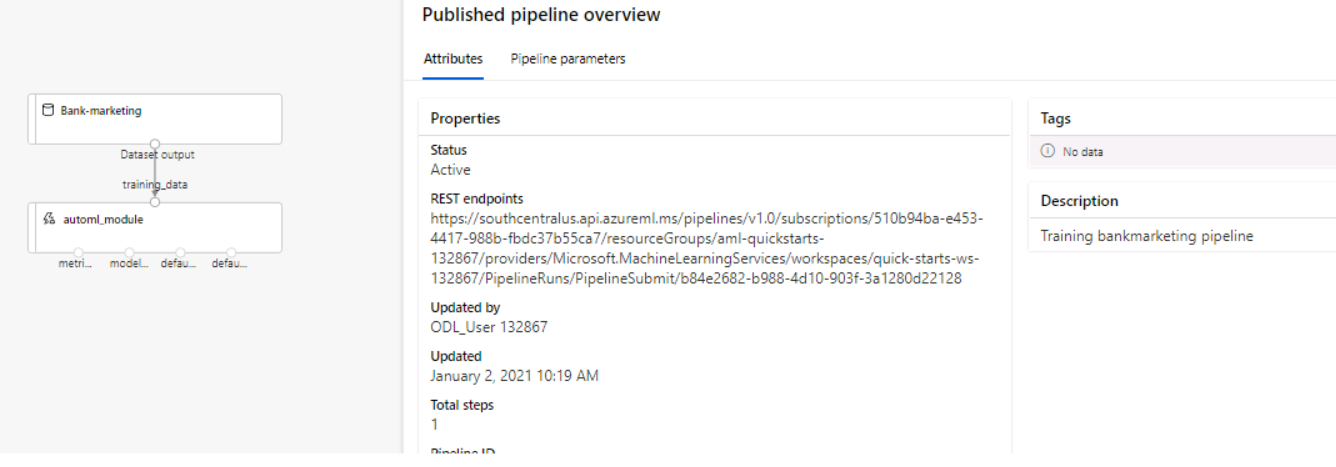 Bank-marketing
Dataset output
training_data
automl_module
metri...
model...
defau...
defau...
Published pipeline overview
Attributes
Pipeline parameters
Properties
Status
Active
REST endpoints
https://southcentralus.api.azureml.ms/pipelines/v1.0/subscriptions/510b94ba-e453-
4417-988b-fbdc37b55ca7/resourceGroups/aml-quickstarts-
132867/providers/Microsoft.MachineLearningServices/workspaces/quick-starts-ws-
132867/PipelineRuns/PipelineSubmit/b84e2682-b988-4d10-903f-3a1280d22128
Updated by
ODL_User 132867
Updated
January 2, 2021 10:19 AM
Total steps
1
Pipeline ID
Tags
No data
Description
Training bankmarketing pipeline